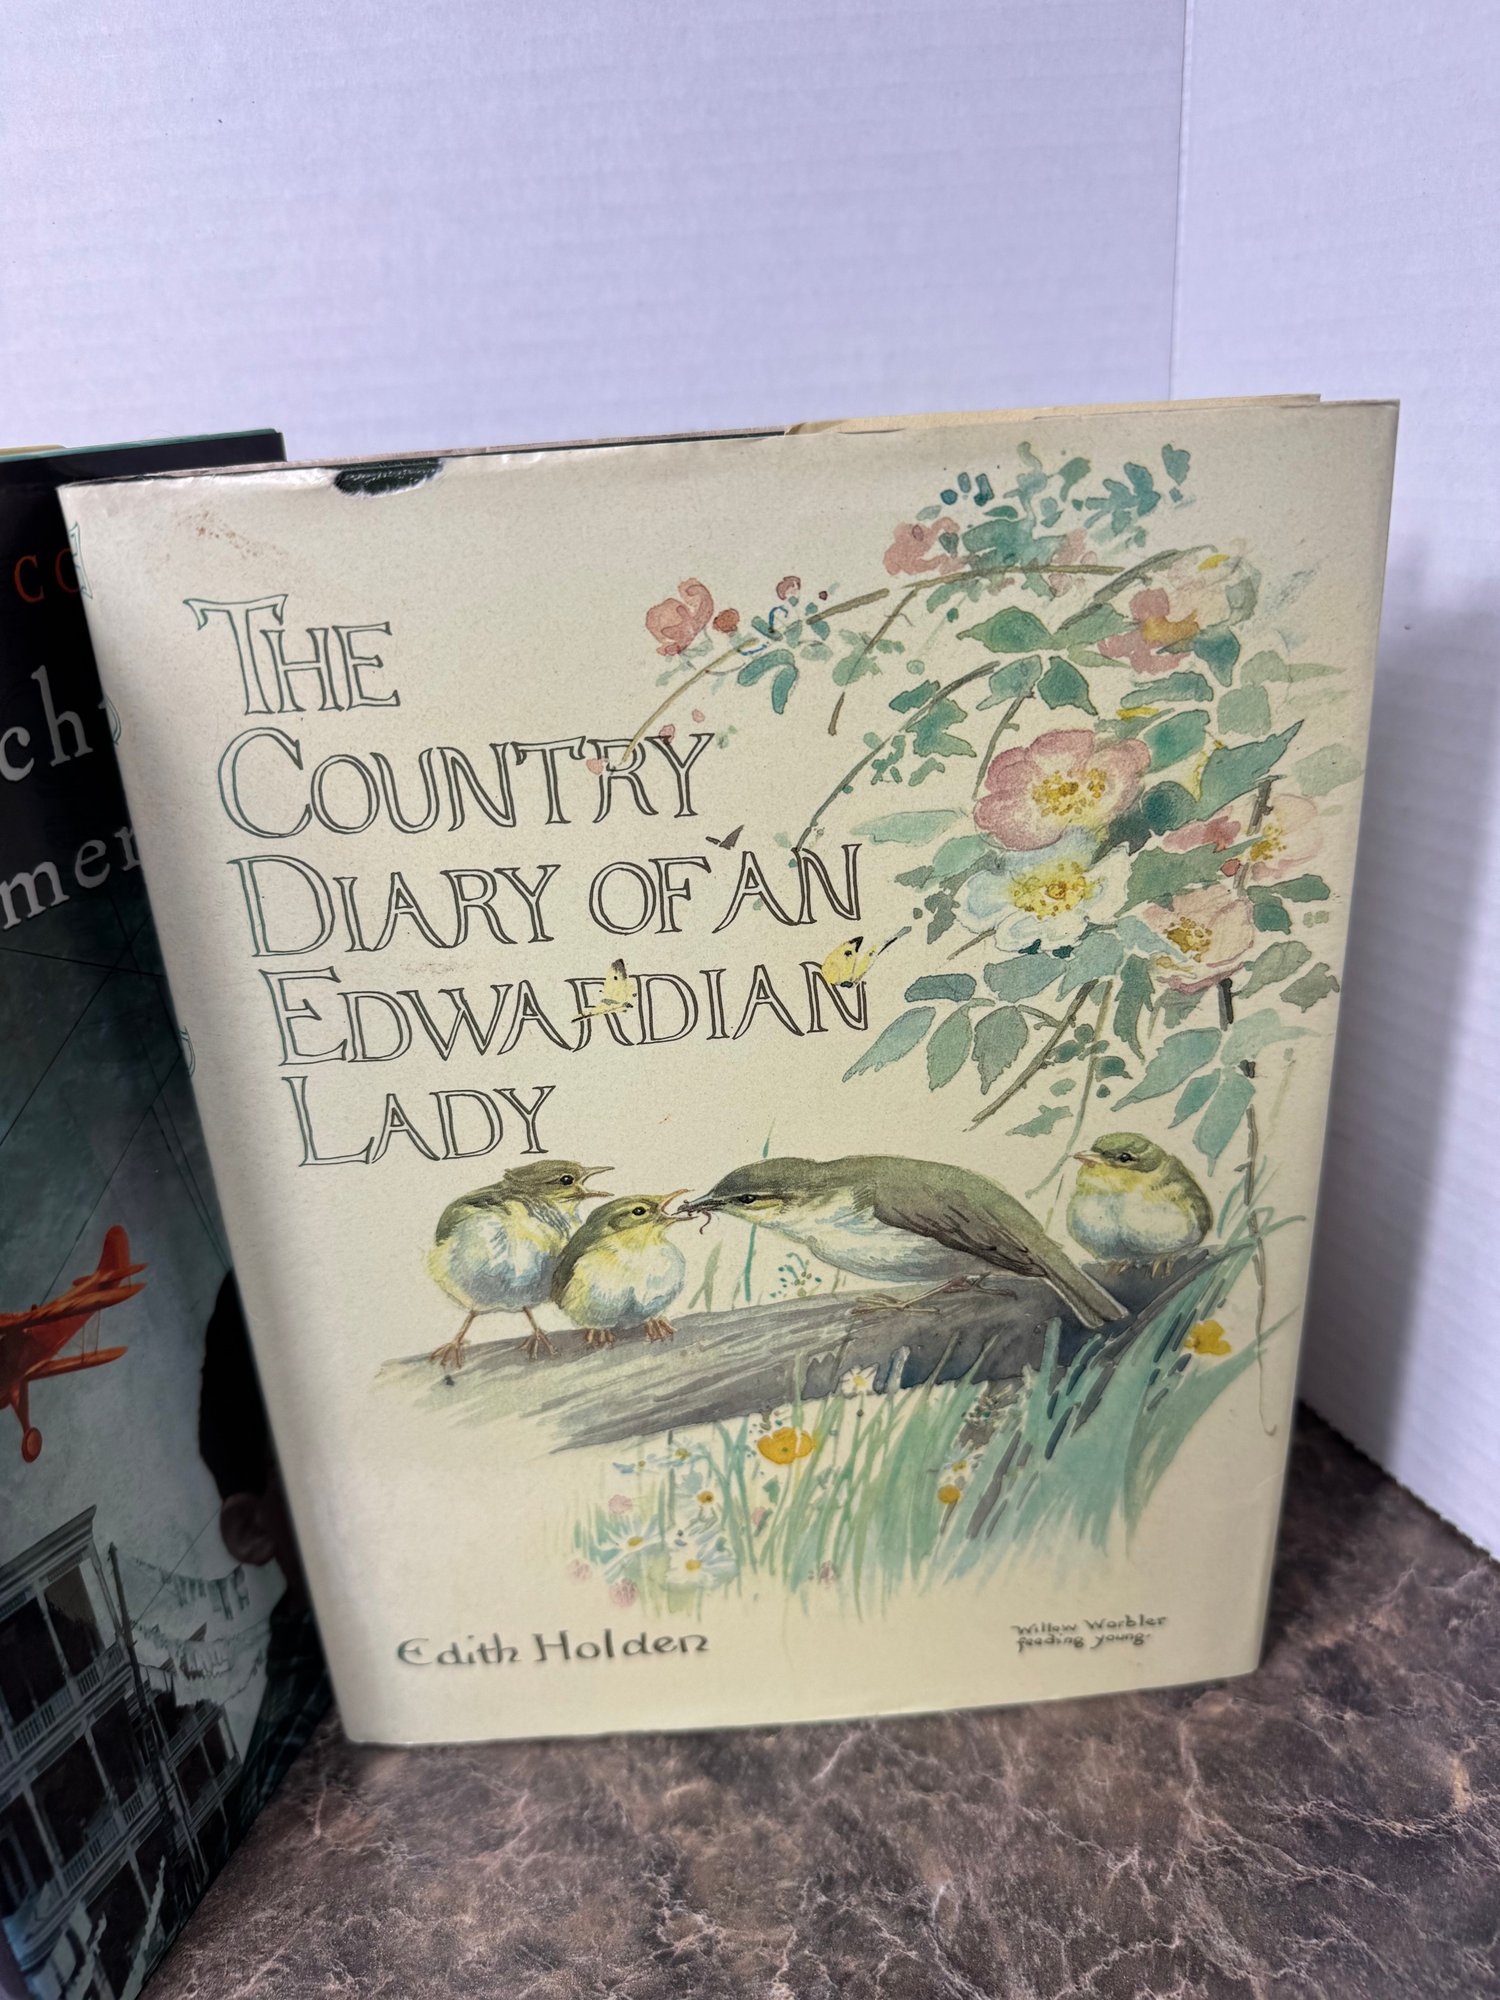 THE
COUNTRY
DIARY OF AN
EDWARDIAN
LADY
Edith Holden
Willow Warbler
feeding young.